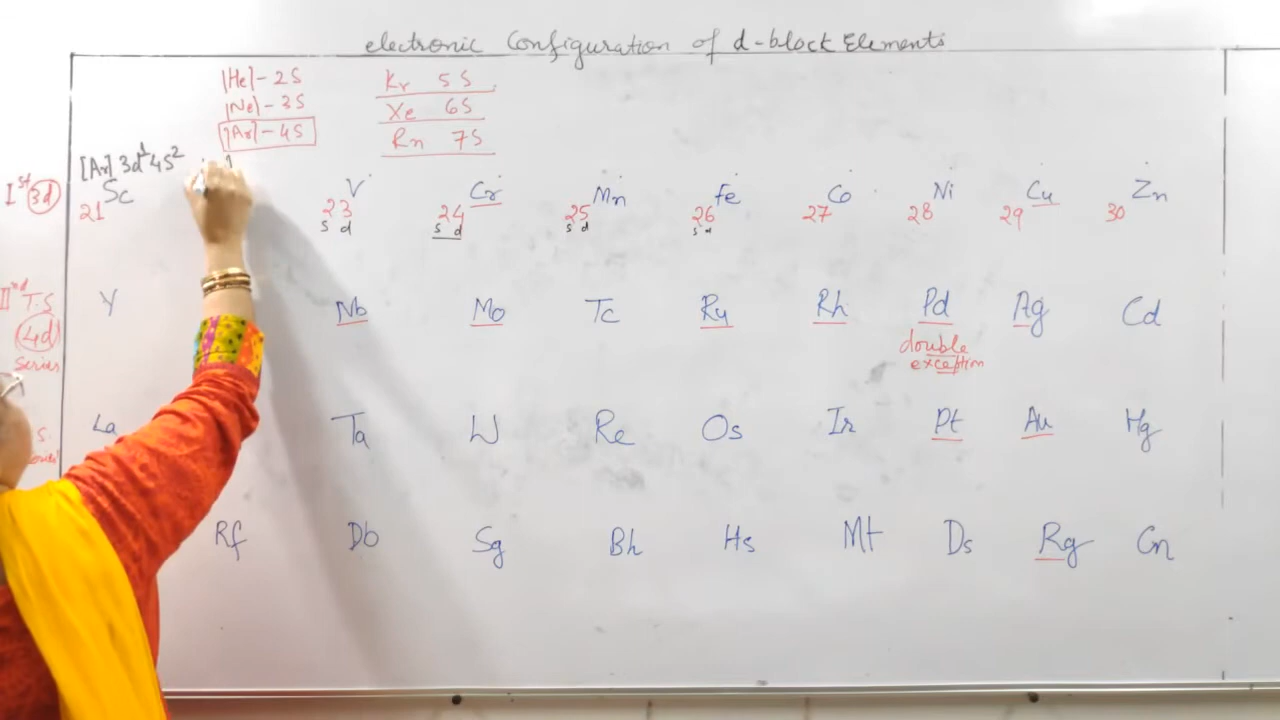 electronic Configuration of d-block Elements
[He] - 2S
[Ne] - 3S
[Ar] - 4S
Kr 5S
Xe 6S
Rn 7S
[Ar] 3d¹ 4S²
Ist 3d
Sc V Cr Mn Fe Co Ni Cu Zn
21 23 24 25 26 27 28 29 30
s d s d s d s d
IInd T.S
4d
Series
Y Nb Mo Tc Ru Rh Pd Ag Cd
double
exception
La Ta W Re Os Ir Pt Au Hg
S.
Rf Db Sg Bh Hs Mt Ds Rg Cn